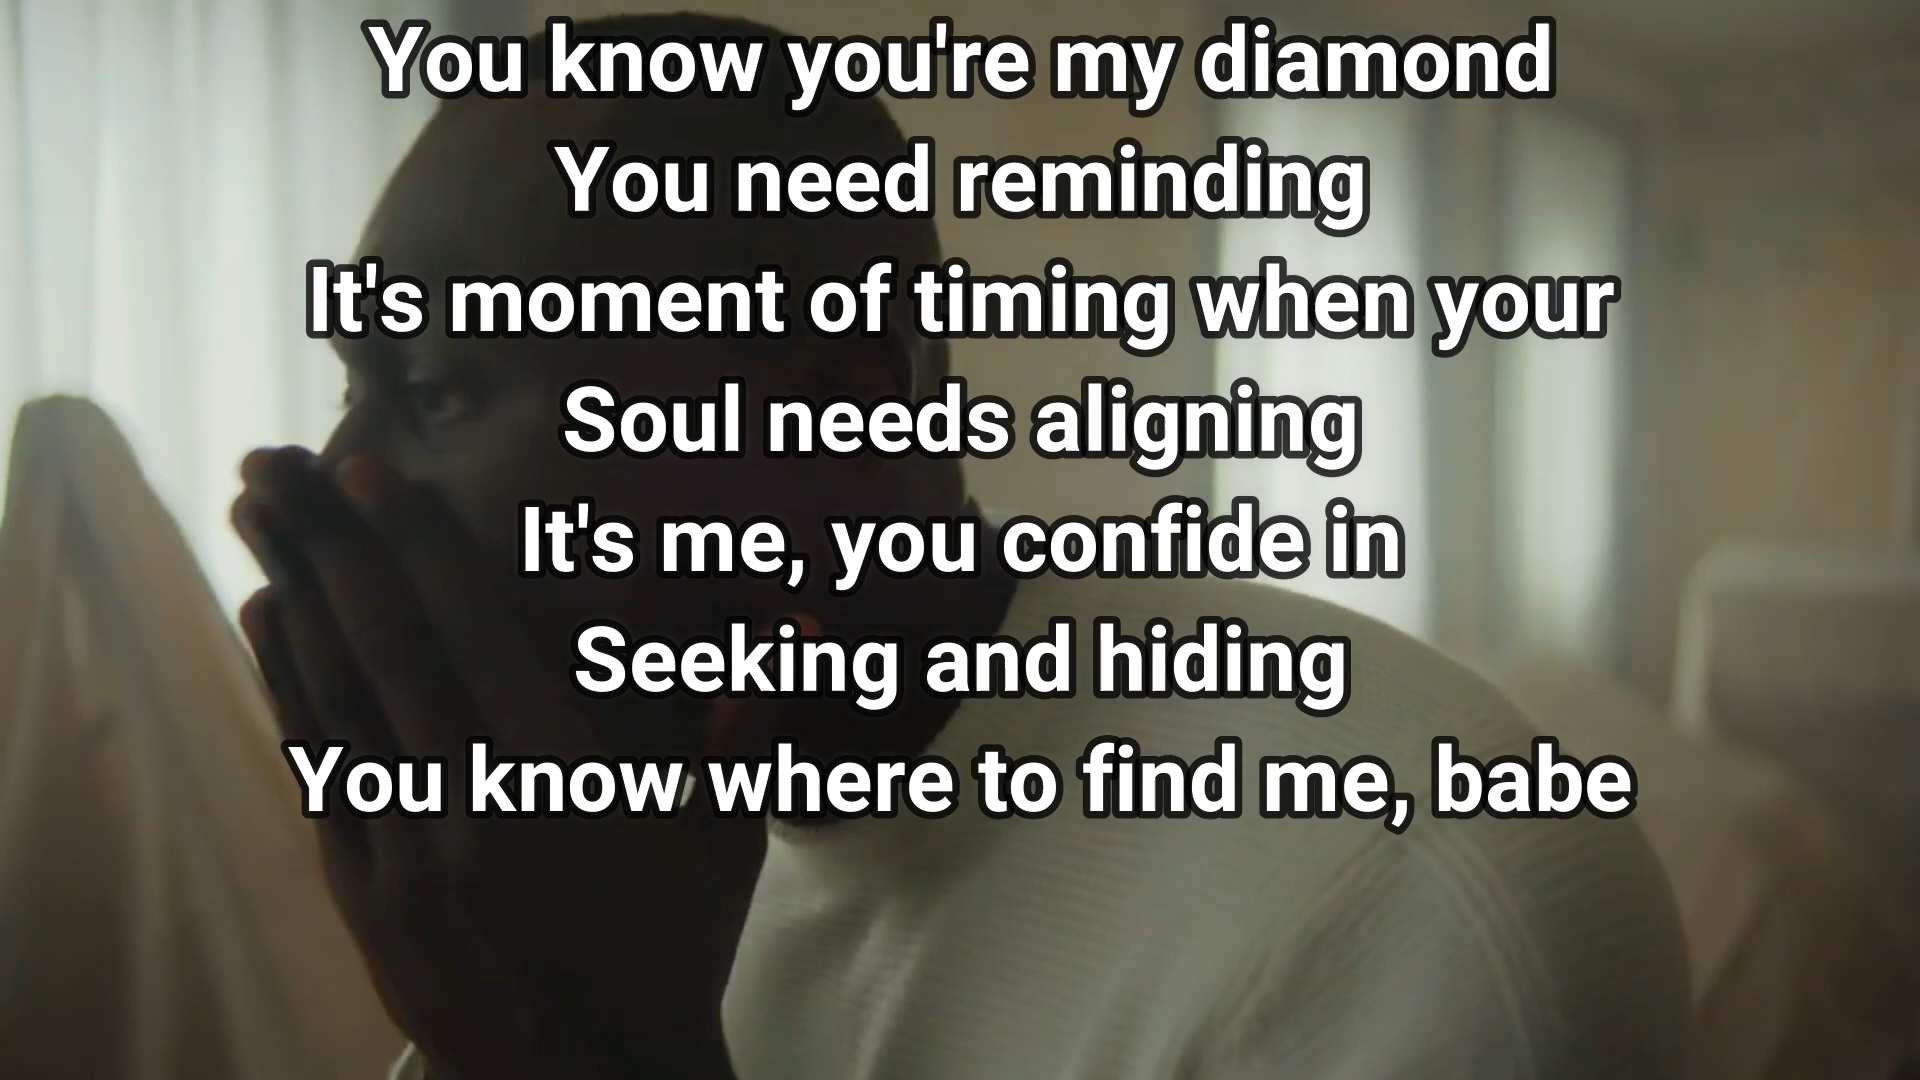 You know you're my diamond
You need reminding
It's moment of timing when your
Soul needs aligning
It's me, you confide in
Seeking and hiding
You know where to find me, babe